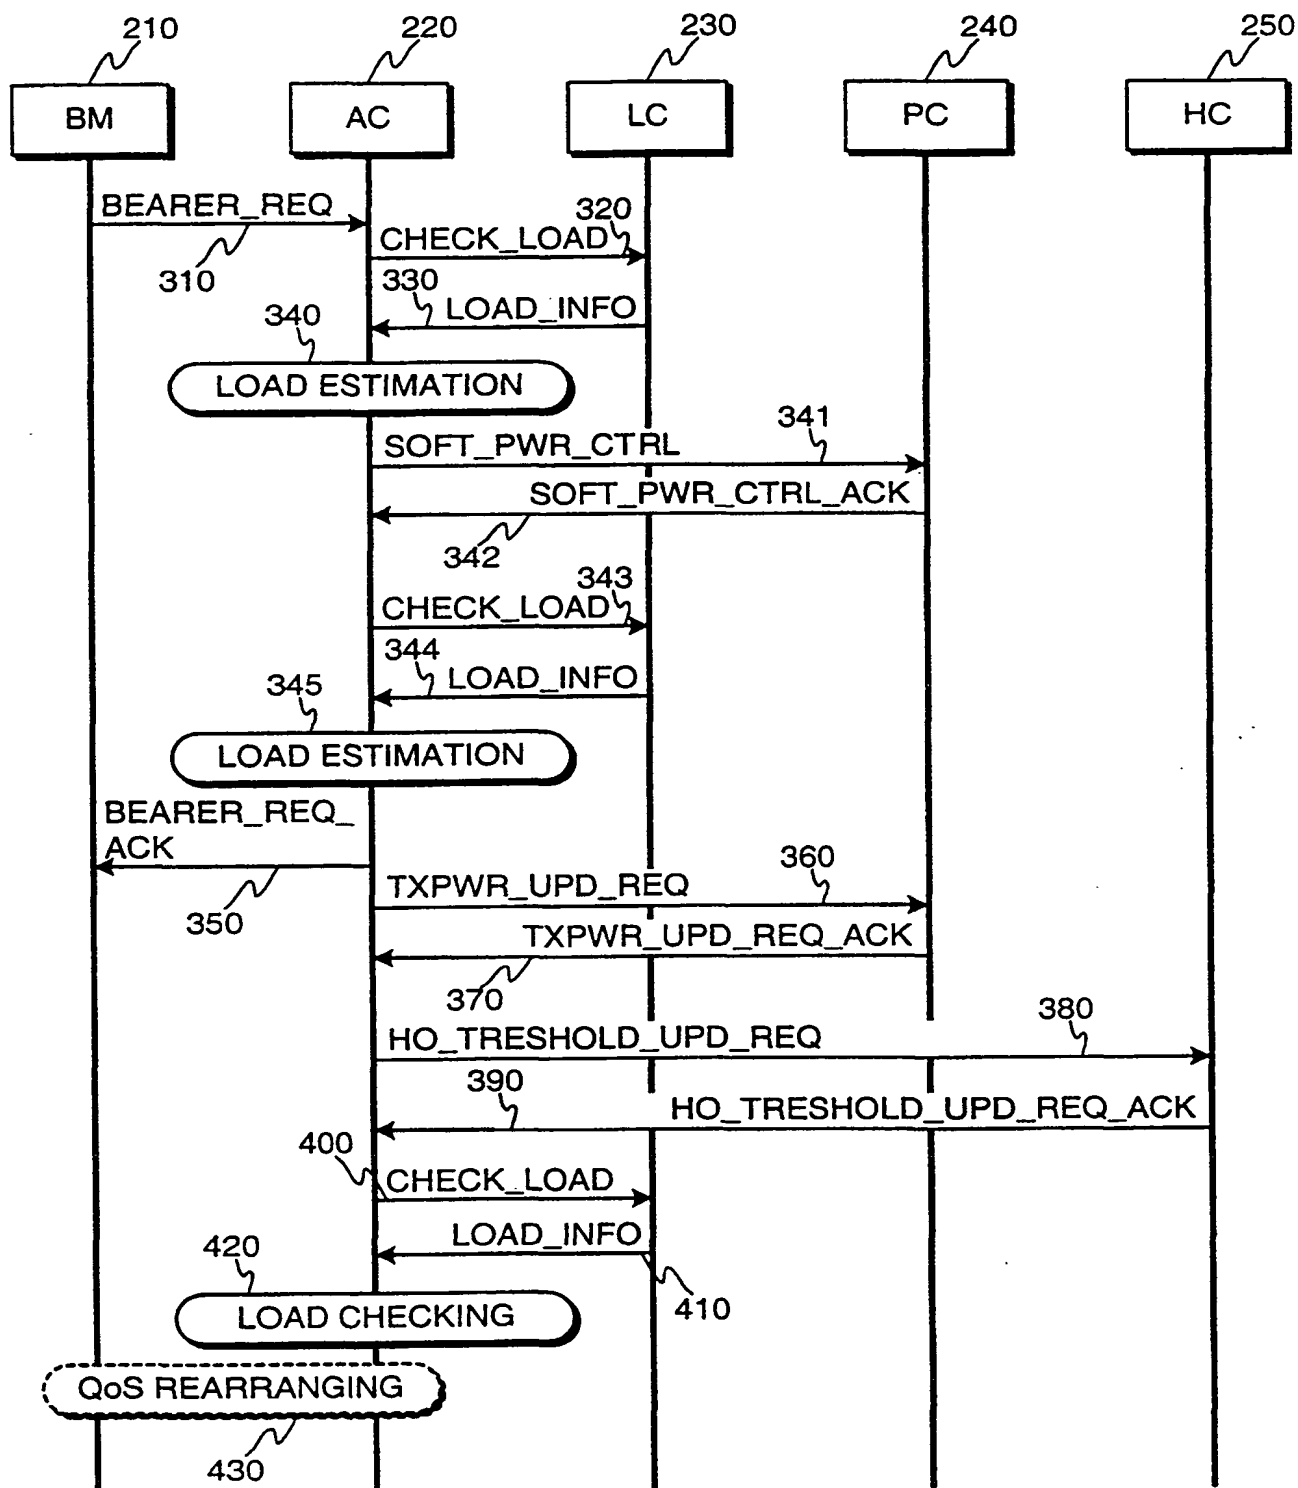 210
220
230
240
250
BM
AC
LC
PC
HC
BEARER_REQ
310
320
CHECK_LOAD
330
LOAD_INFO
340
LOAD ESTIMATION
341
SOFT_PWR_CTRL
SOFT_PWR_CTRL_ACK
342
343
CHECK_LOAD
344
LOAD_INFO
345
LOAD ESTIMATION
BEARER_REQ_
ACK
350
360
TXPWR_UPD_REQ
TXPWR_UPD_REQ_ACK
370
380
HO_TRESHOLD_UPD_REQ
390
HO_TRESHOLD_UPD_REQ_ACK
400
CHECK_LOAD
LOAD_INFO
410
420
LOAD CHECKING
QoS REARRANGING
430